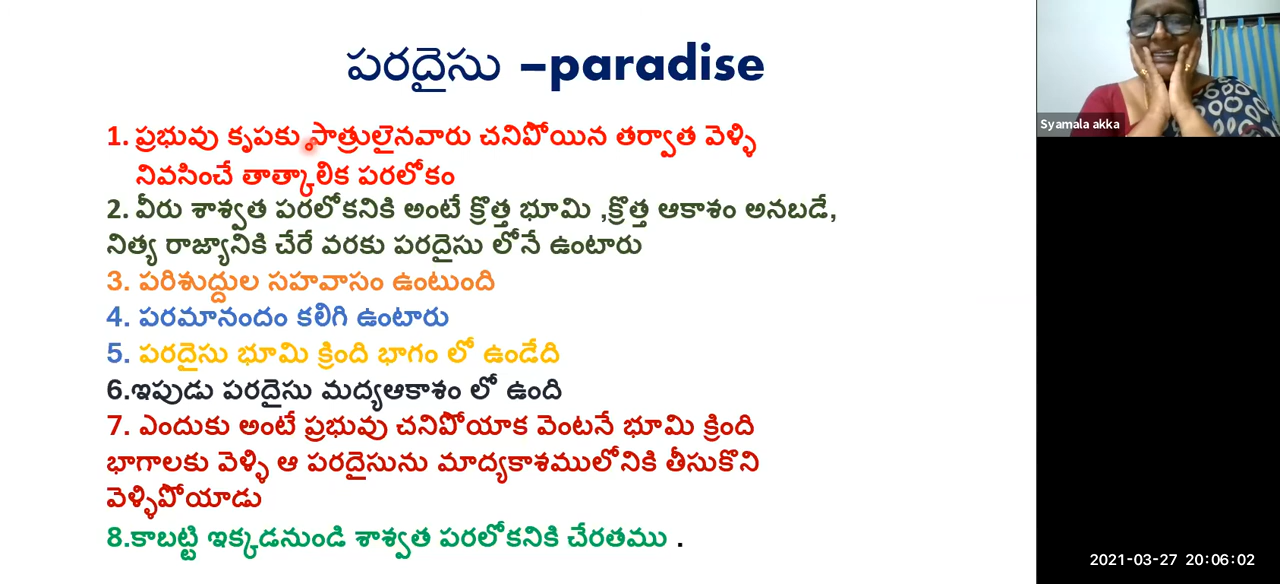 పరదైసు –paradise
1. ప్రభువు కృపకు పాత్రులైనవారు చనిపోయిన తర్వాత వెళ్ళి
నివసించే తాత్కాలిక పరలోకం
2. వీరు శాశ్వత పరలోకనికి అంటే క్రొత్త భూమి ,క్రొత్త ఆకాశం అనబడే,
నిత్య రాజ్యానికి చేరే వరకు పరదైసు లోనే ఉంటారు
3. పరిశుద్దుల సహవాసం ఉంటుంది
4. పరమానందం కలిగి ఉంటారు
5. పరదైసు భూమి క్రింది భాగం లో ఉండేది
6.ఇపుడు పరదైసు మద్యఆకాశం లో ఉంది
7. ఎందుకు అంటే ప్రభువు చనిపోయాక వెంటనే భూమి క్రింది
భాగాలకు వెళ్ళి ఆ పరదైసును మాద్యకాశములోనికి తీసుకొని
వెళ్ళిపోయాడు
8.కాబట్టి ఇక్కడనుండి శాశ్వత పరలోకనికి చేరతము .
Syamala akka
2021-03-27 20:06:02